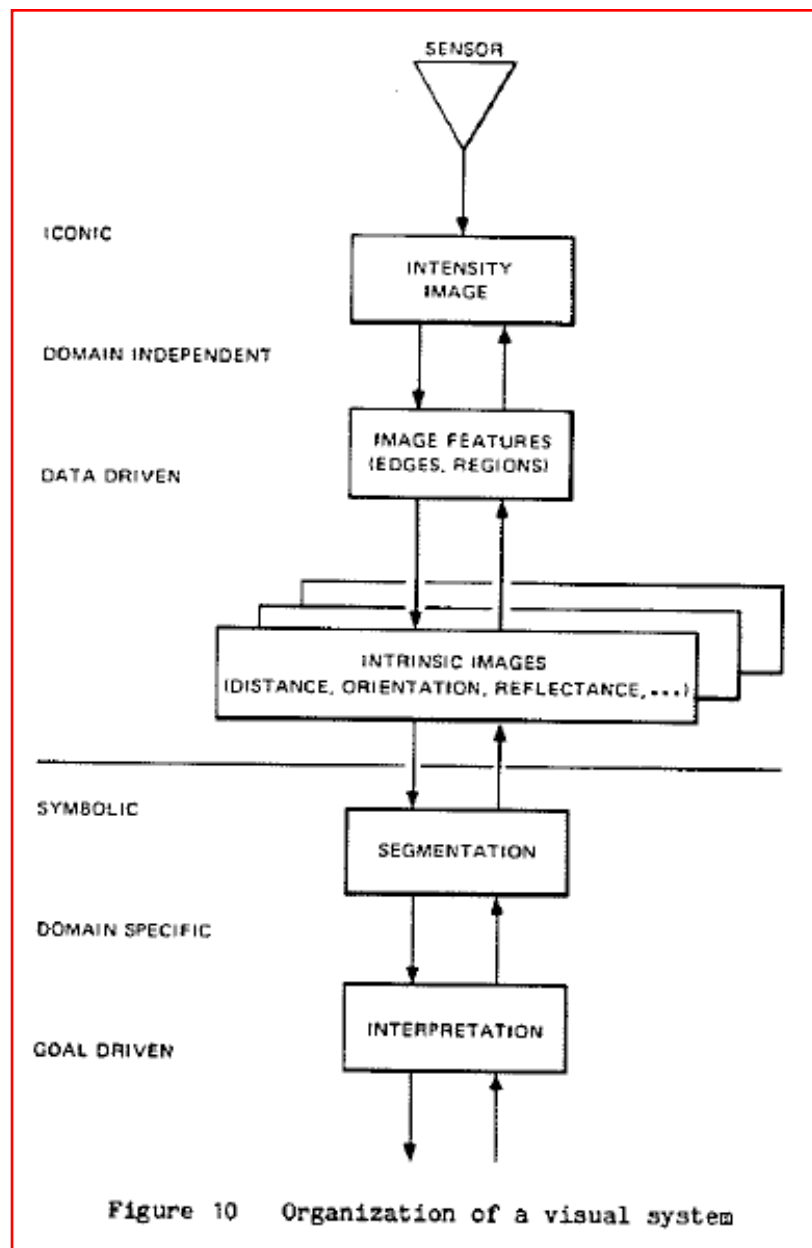 SENSOR
ICONIC
INTENSITY
IMAGE
DOMAIN INDEPENDENT
IMAGE FEATURES
(EDGES, REGIONS)
DATA DRIVEN
INTRINSIC IMAGES
(DISTANCE, ORIENTATION, REFLECTANCE, ...)
SYMBOLIC
SEGMENTATION
DOMAIN SPECIFIC
INTERPRETATION
GOAL DRIVEN
Figure 10 Organization of a visual system